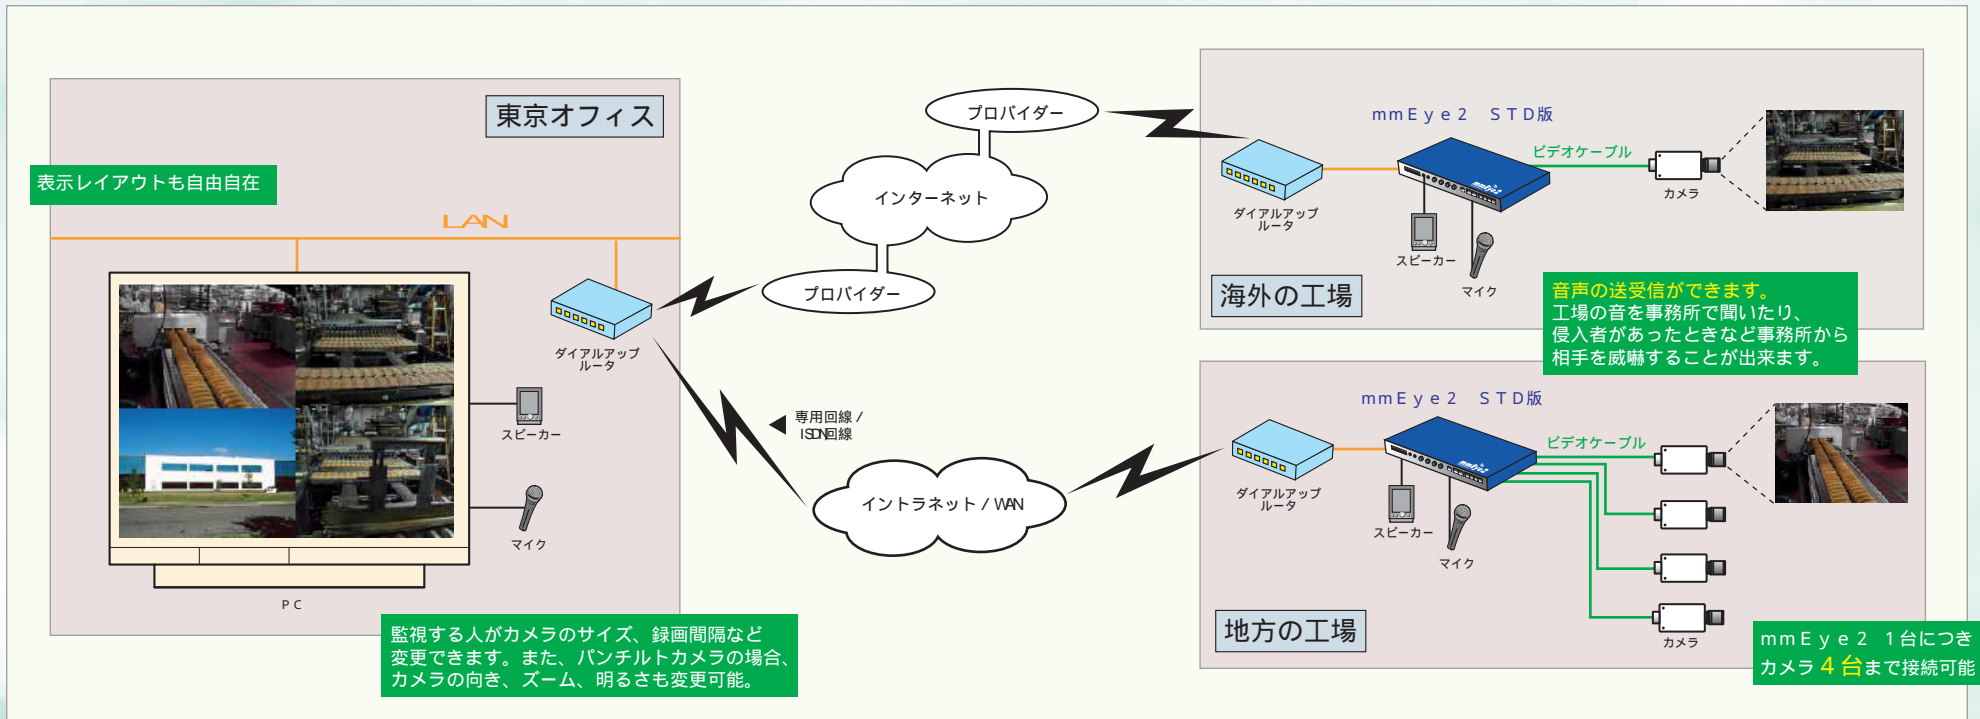 東京オフィス
表示レイアウトも自由自在
LAN
ダイアルアップ
ルータ
スピーカー
マイク
PC
監視する人がカメラのサイズ、録画間隔など
変更できます。また、パンチルトカメラの場合、
カメラの向き、ズーム、明るさも変更可能。
プロバイダー
インターネット
プロバイダー
専用回線 /
ISDN回線
イントラネット / WAN
mmEye2 STD版
ビデオケーブル
カメラ
ダイアルアップ
ルータ
mmEye2
スピーカー
マイク
海外の工場
音声の送受信ができます。
工場の音を事務所で聞いたり、
侵入者があったときなど事務所から
相手を威嚇することが出来ます。
mmEye2 STD版
ビデオケーブル
ダイアルアップ
ルータ
mmEye2
スピーカー
マイク
カメラ
地方の工場
mmEye2 1台につき
カメラ4台まで接続可能